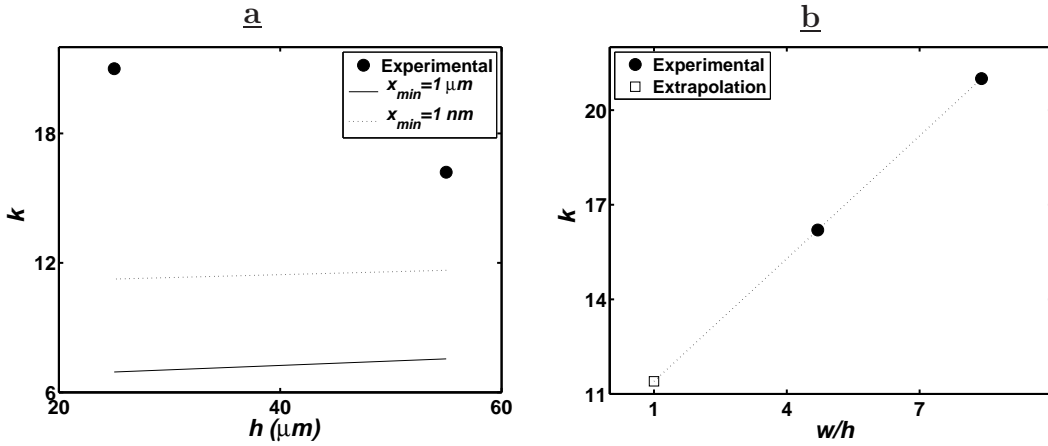 a
Experimental
x_min=1 μm
x_min=1 nm
18
12
6
k
20 40 60
h (μm)
b
Experimental
Extrapolation
20
17
14
11
k
1 4 7
w/h